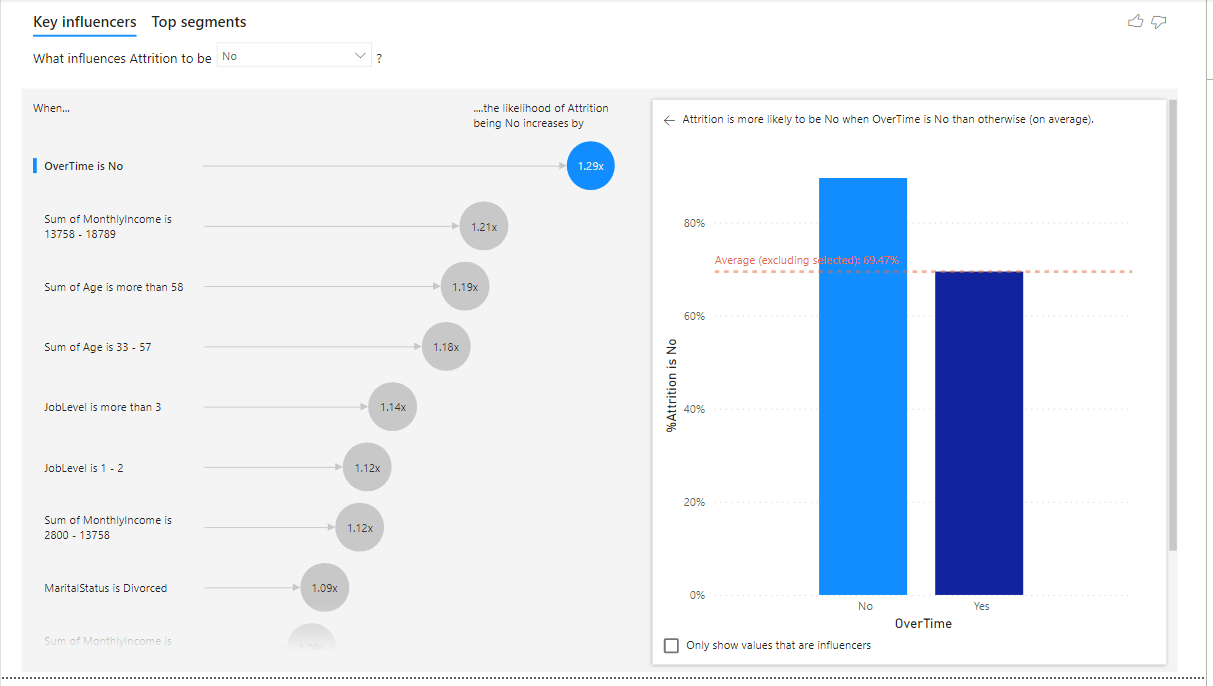 Key influencers Top segments
What influences Attrition to be No ?
When...
....the likelihood of Attrition
being No increases by
OverTime is No 1.29x
Sum of MonthlyIncome is
13758 - 18789
1.21x
Sum of Age is more than 58 1.19x
Sum of Age is 33 - 57 1.18x
JobLevel is more than 3 1.14x
JobLevel is 1 - 2 1.12x
Sum of MonthlyIncome is
2800 - 13758
1.12x
MaritalStatus is Divorced 1.09x
Sum of MonthlyIncome is
Attrition is more likely to be No when OverTime is No than otherwise (on average).
80%
Average (excluding selected): 69.47%
60%
40%
20%
0%
%Attrition is No
No Yes
OverTime
Only show values that are influencers